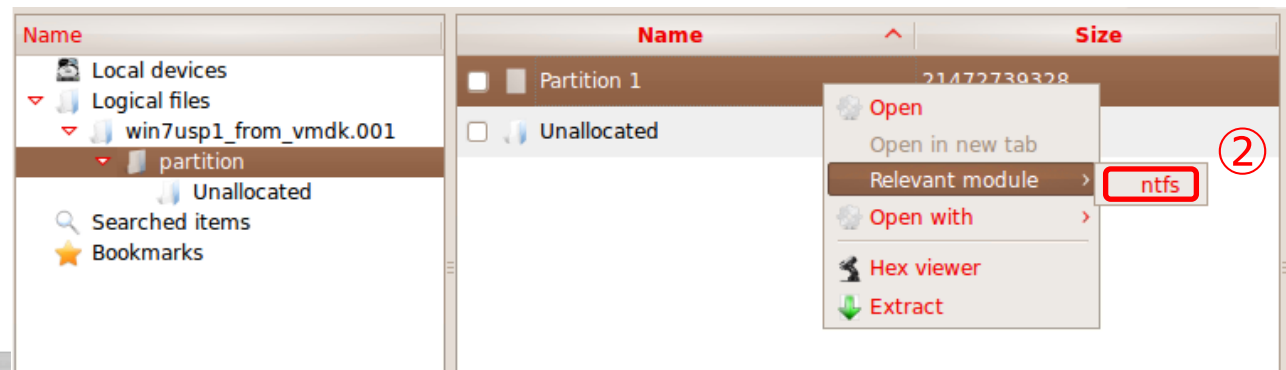 Name
Local devices
Logical files
win7usp1_from_vmdk.001
partition
Unallocated
Searched items
Bookmarks
Name Size
Partition 1 21472739328
Unallocated
Open
Open in new tab
Relevant module
ntfs
②
Open with
Hex viewer
Extract